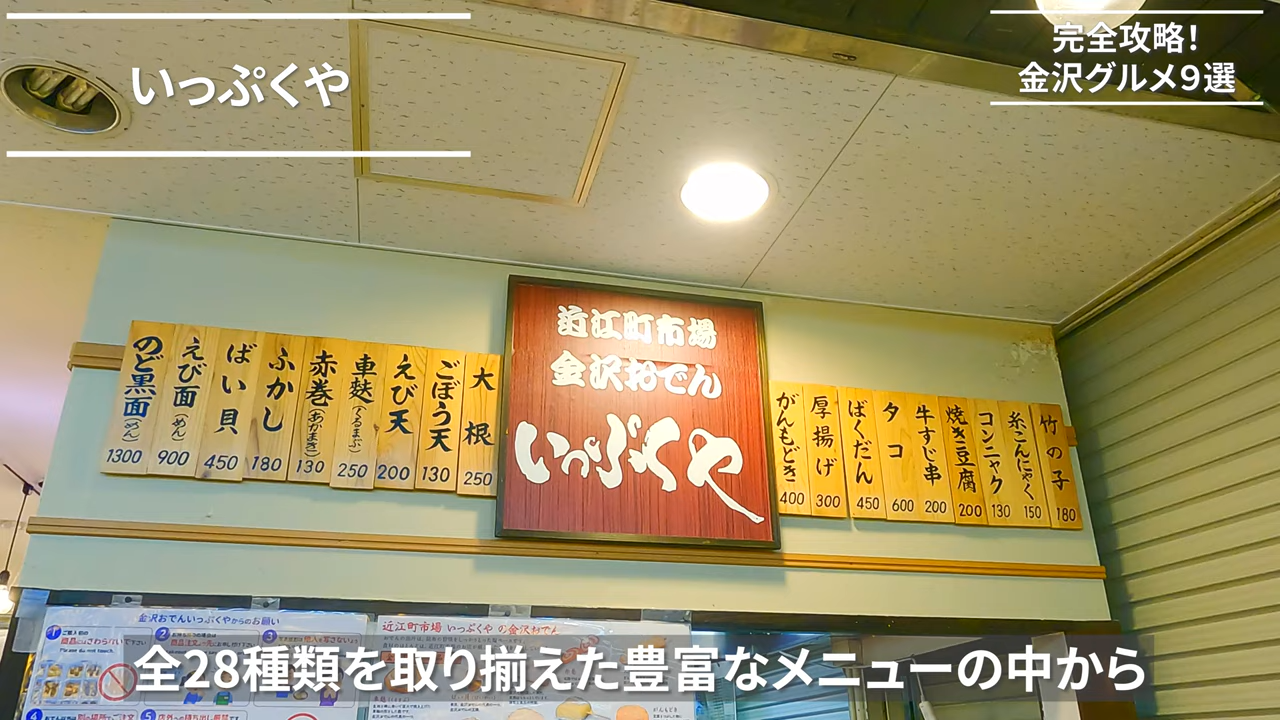 いっぷくや
完全攻略!
金沢グルメ9選
のど黒面(めん) 1300
えび面(めん) 900
ばい貝 450
ふかし 180
赤巻(あかまき) 130
車麩(くるまぶ) 250
えび天 200
ごぼう天 130
大根 250
近江町市場
金沢おでん
いっぷくや
がんもどき 400
厚揚げ 300
ばくだん 450
タコ 600
牛すじ串 200
焼き豆腐 200
コンニャク 130
糸こんにゃく 150
竹の子 180
金沢おでんいっぷくやからのお願い
近江町市場 いっぷくや の金沢おでん
Please do not touch.
全28種類を取り揃えた豊富なメニューの中から